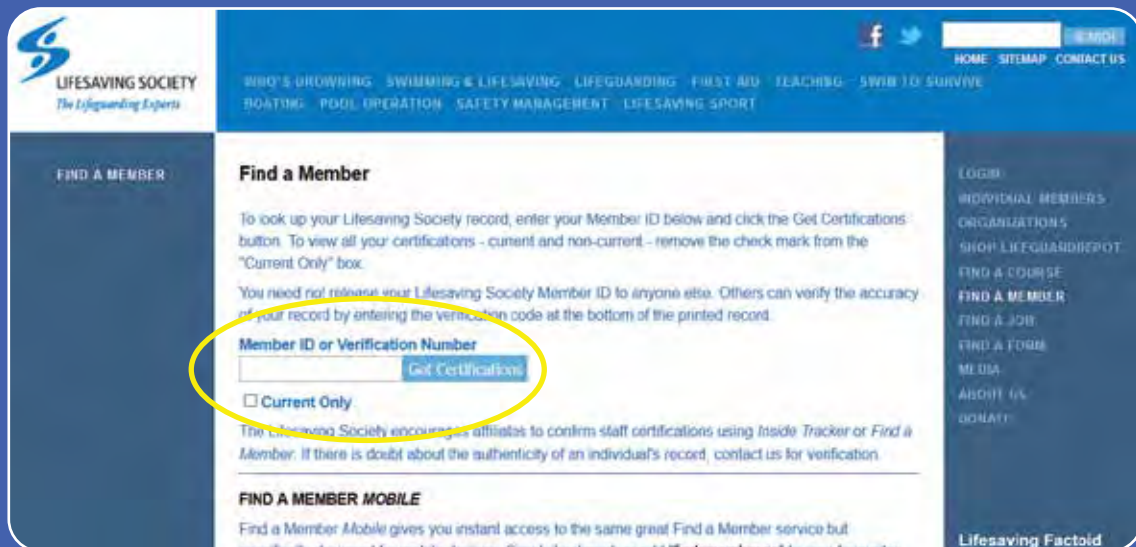 LIFESAVING SOCIETY
The Lifeguarding Experts
f
SEARCH
HOME SITEMAP CONTACT US
WHO'S DROWNING SWIMMING & LIFESAVING LIFEGUARDING FIRST AID TEACHING SWIM TO SURVIVE
BOATING POOL OPERATION SAFETY MANAGEMENT LIFESAVING SPORT
FIND A MEMBER
Find a Member
To look up your Lifesaving Society record, enter your Member ID below and click the Get Certifications
button. To view all your certifications - current and non-current - remove the check mark from the
"Current Only" box.
You need not release your Lifesaving Society Member ID to anyone else. Others can verify the accuracy
of your record by entering the verification code at the bottom of the printed record.
Member ID or Verification Number
Get Certifications
Current Only
The Lifesaving Society encourages affiliates to confirm staff certifications using Inside Tracker or Find a
Member. If there is doubt about the authenticity of an individual's record, contact us for verification.
FIND A MEMBER MOBILE
Find a Member Mobile gives you instant access to the same great Find a Member service but
LOGIN
INDIVIDUAL MEMBERS
ORGANIZATIONS
SHOP LIFEGUARDDEPOT
FIND A COURSE
FIND A MEMBER
FIND A JOB
FIND A FORM
MEDIA
ABOUT US
DONATE
Lifesaving Factoid